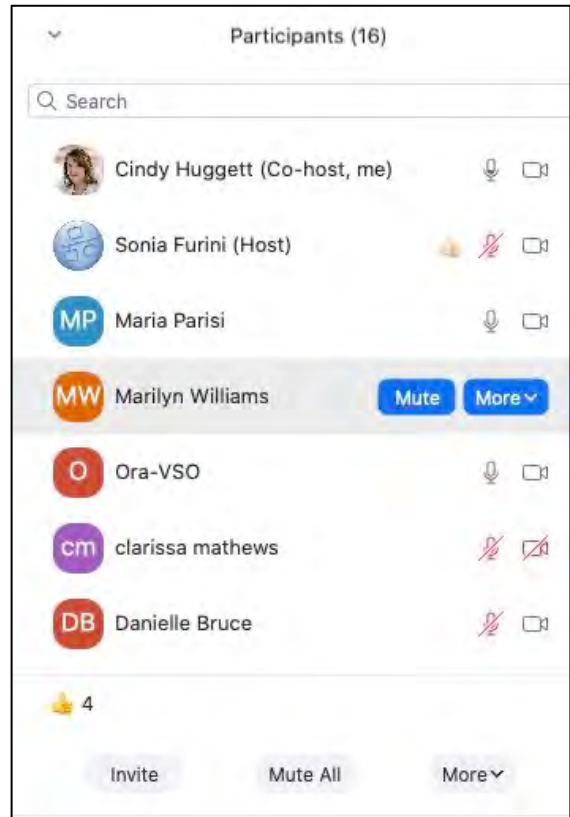 Participants (16)
Search
Cindy Huggett (Co-host, me)
Sonia Furini (Host)
MP Maria Parisi
MW Marilyn Williams Mute More
O Ora-VSO
cm clarissa mathews
DB Danielle Bruce
4
Invite Mute All More